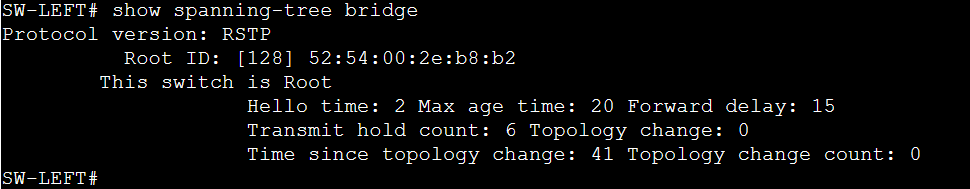 SW-LEFT# show spanning-tree bridge
Protocol version: RSTP
Root ID: [128] 52:54:00:2e:b8:b2
This switch is Root
Hello time: 2 Max age time: 20 Forward delay: 15
Transmit hold count: 6 Topology change: 0
Time since topology change: 41 Topology change count: 0
SW-LEFT#